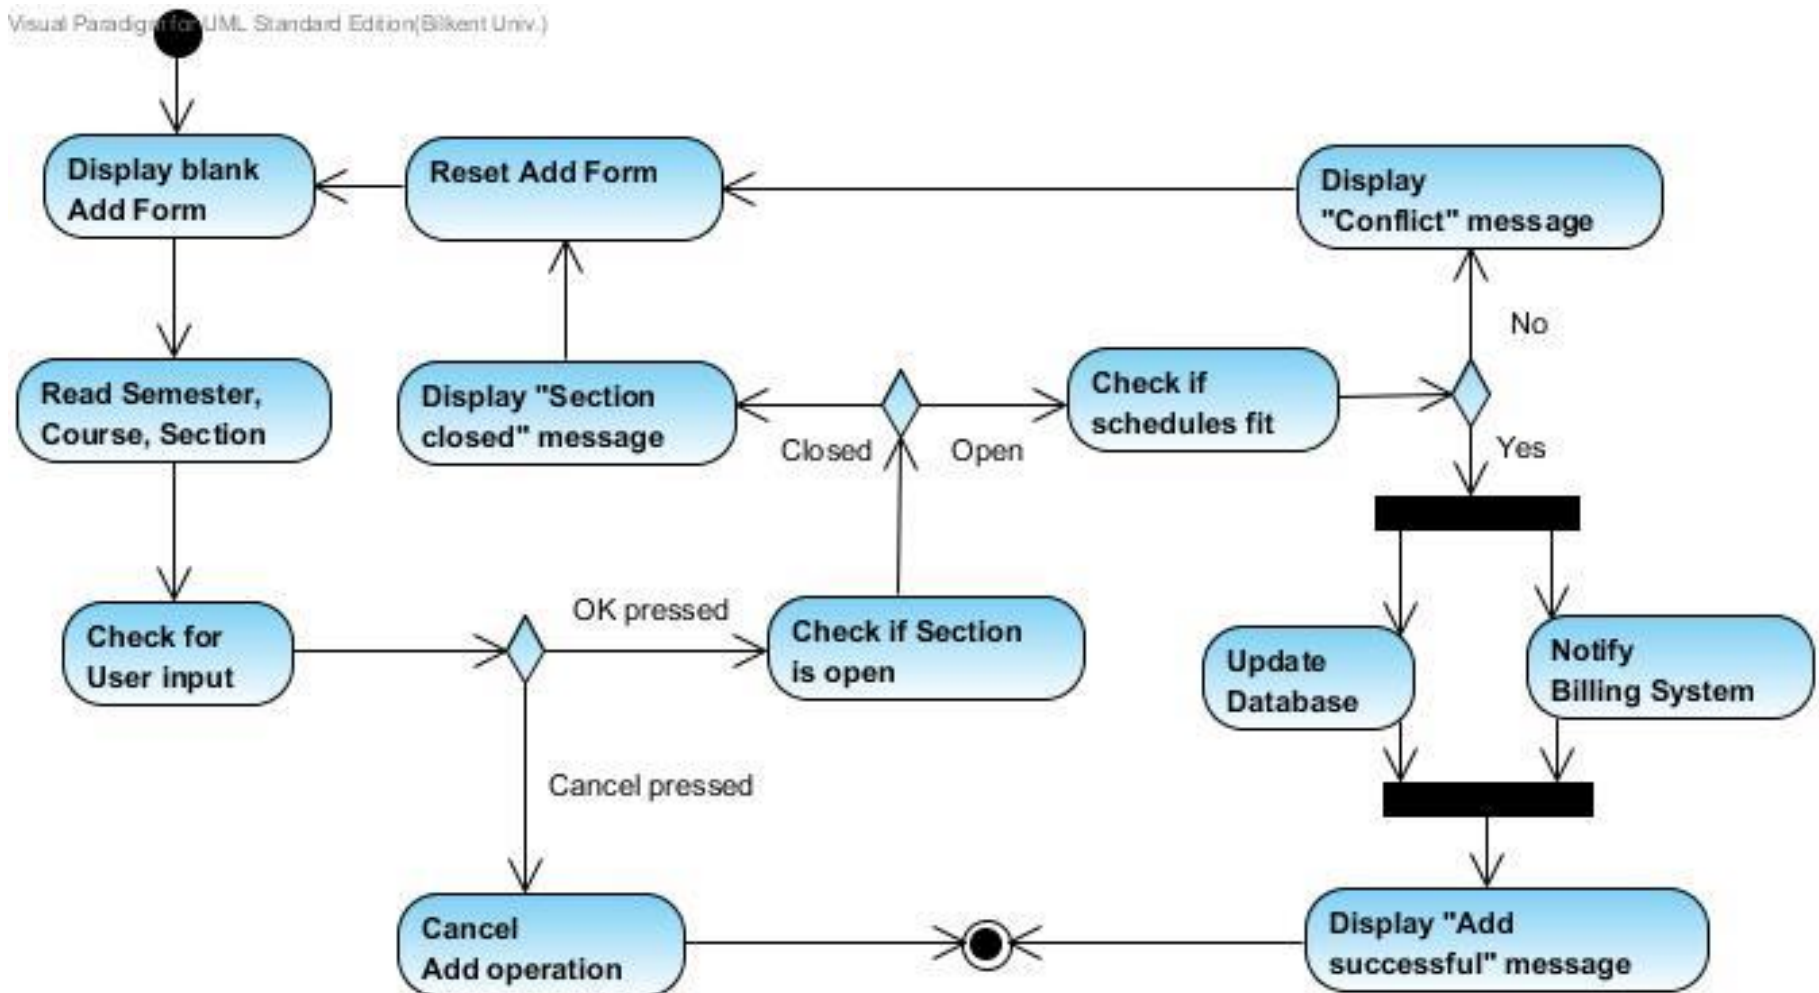 Visual Paradigm for UML Standard Edition(Bilkent Univ.)
Display blank
Add Form
Reset Add Form
Display
"Conflict" message
No
Read Semester,
Course, Section
Display "Section
closed" message
Closed
Open
Check if
schedules fit
Yes
Check for
User input
OK pressed
Check if Section
is open
Update
Database
Notify
Billing System
Cancel pressed
Cancel
Add operation
Display "Add
successful" message